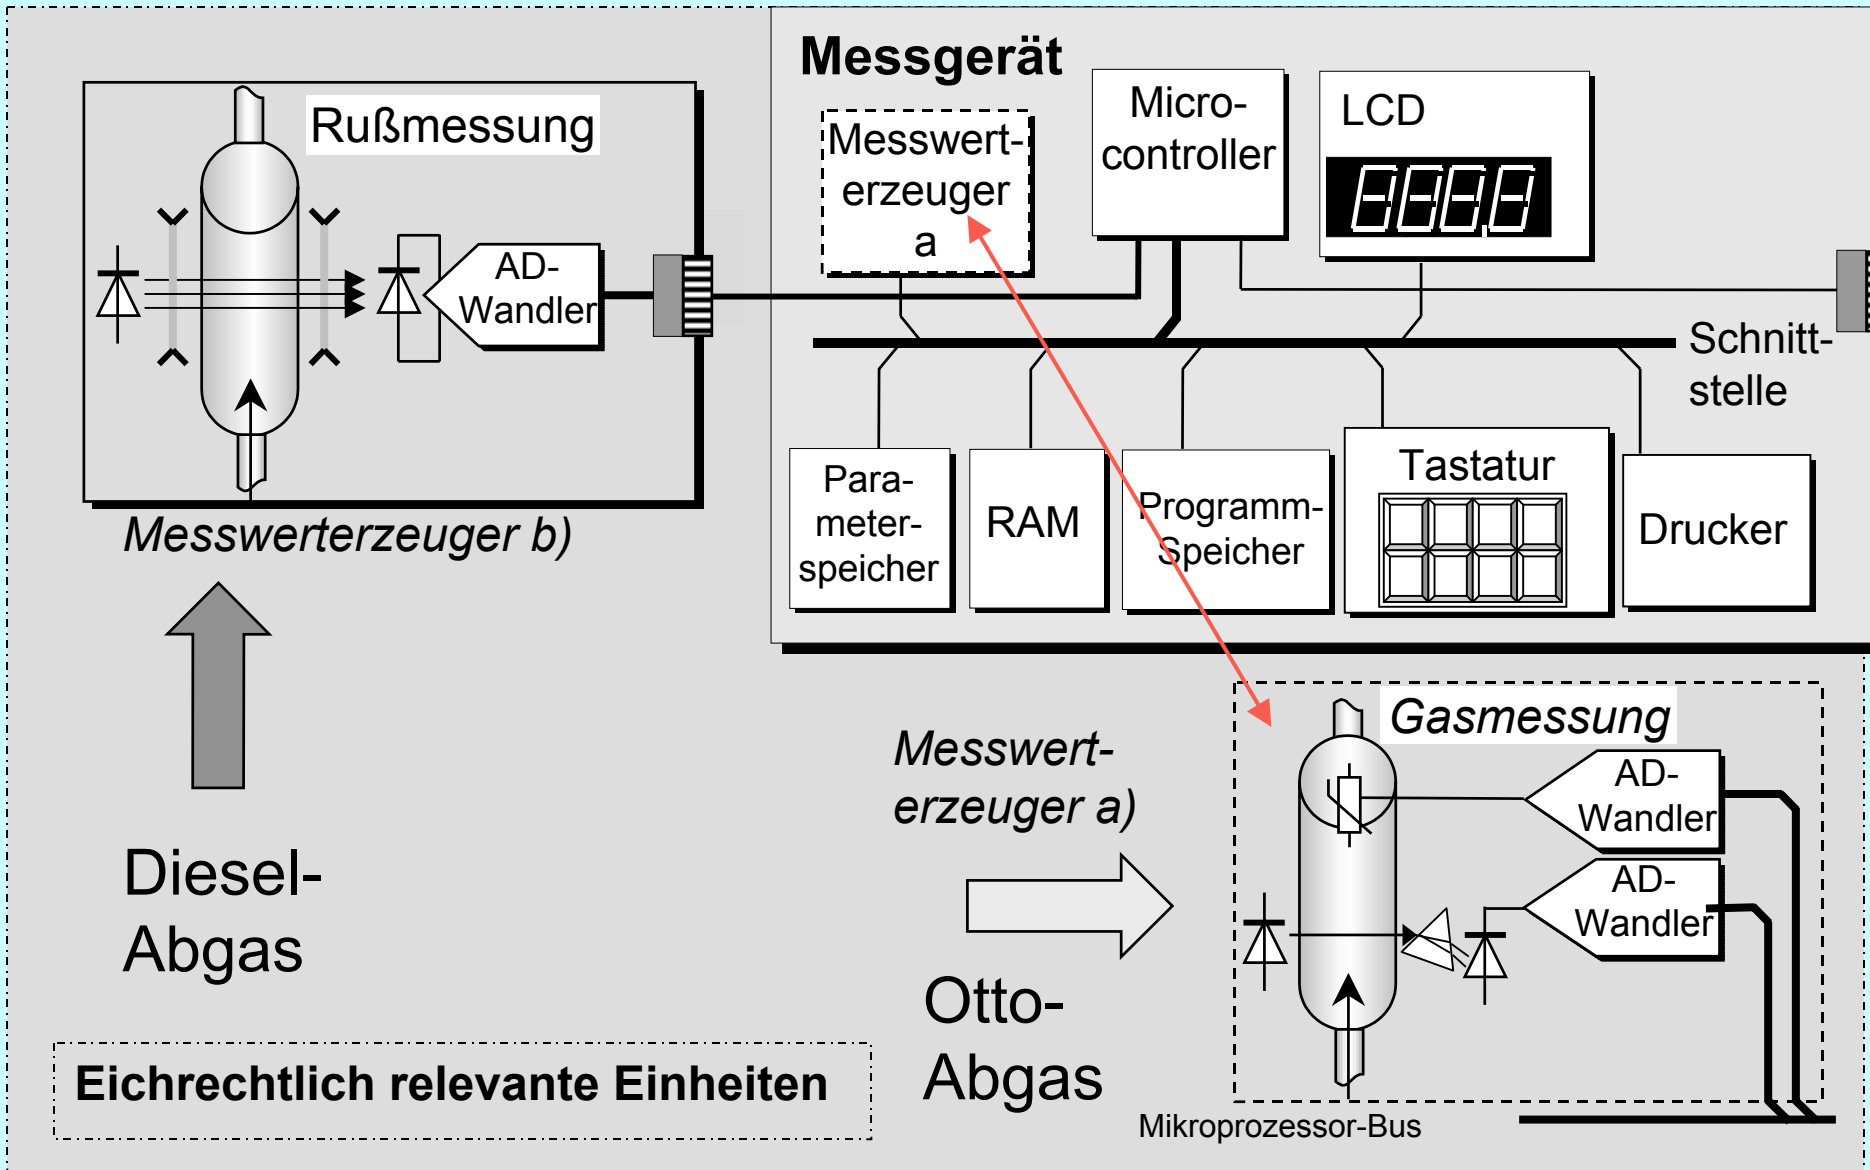 Messgerät
Rußmessung
AD-
Wandler
Messwerterzeuger b)
Messwert-
erzeuger
a
Micro-
controller
LCD
8888
Schnitt-
stelle
Para-
meter-
speicher
RAM
Programm-
Speicher
Tastatur
Drucker
Diesel-
Abgas
Messwert-
erzeuger a)
Otto-
Abgas
Gasmessung
AD-
Wandler
AD-
Wandler
Mikroprozessor-Bus
Eichrechtlich relevante Einheiten